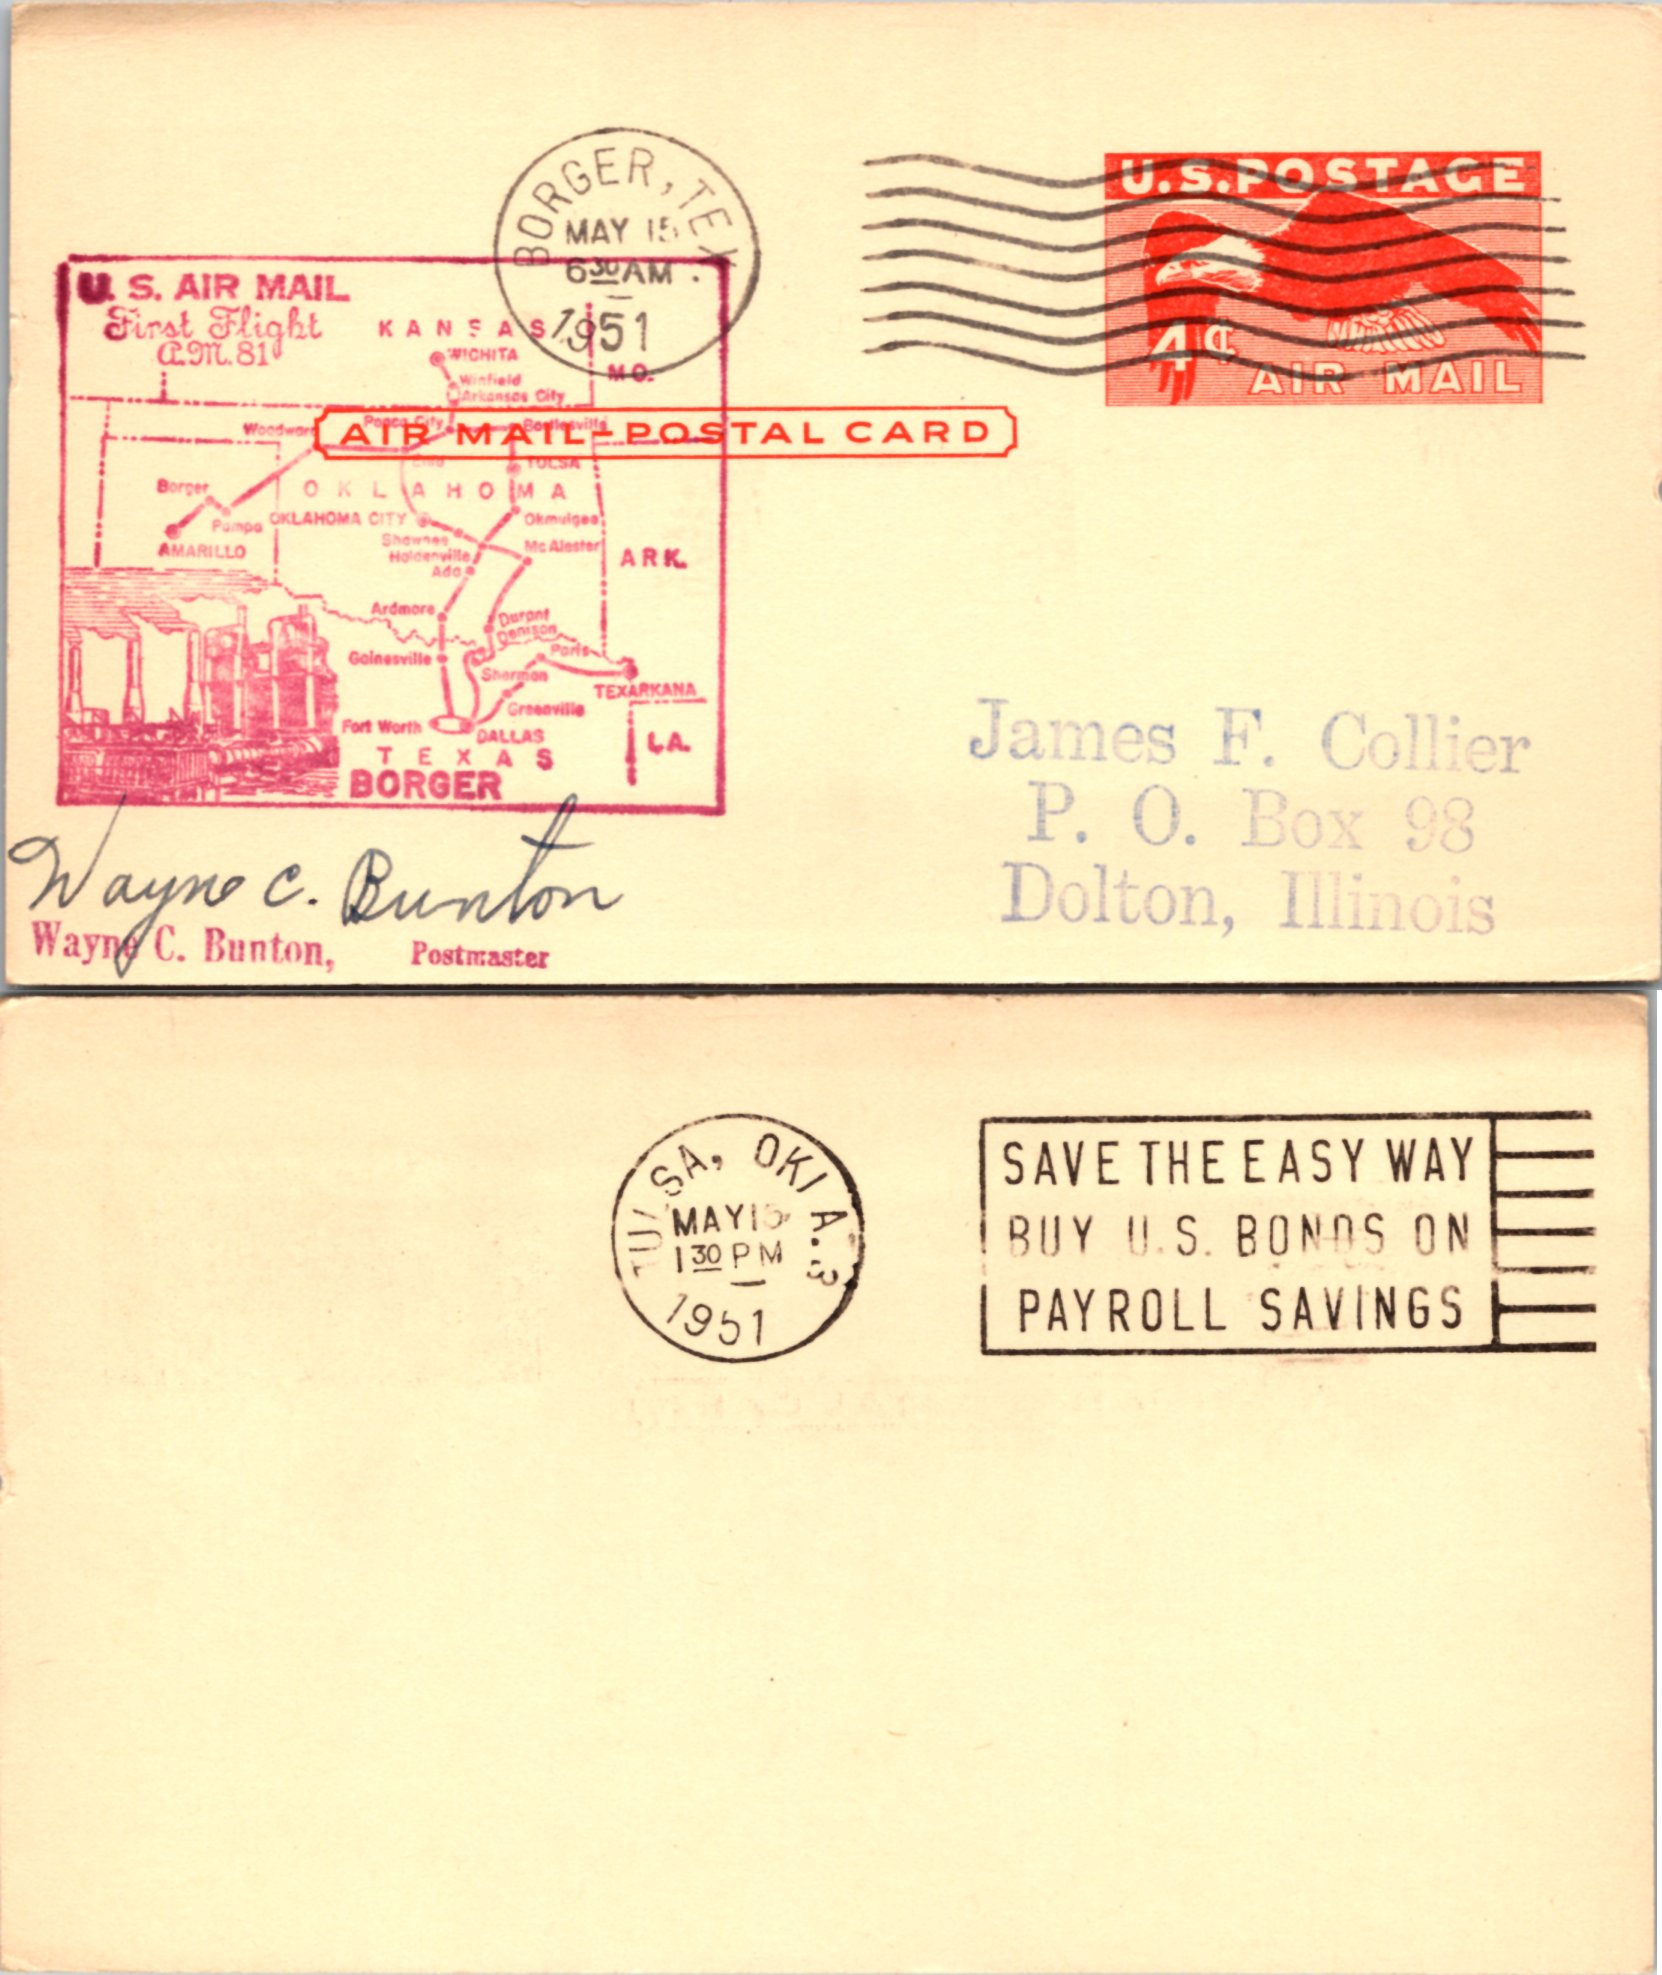 BORGER, TEX
MAY 15
6 30 AM.
1951
U.S. POSTAGE
4¢
AIR MAIL
U. S. AIR MAIL
First Flight
A.M. 81
KANSAS
WICHITA
MO.
Winfield
Arkansas City
Woodward
Ponca City
Bartlesville
AIR MAIL-POSTAL CARD
Enid
TULSA
Borger
OKLAHOMA
Pampa
OKLAHOMA CITY
Okmulgee
AMARILLO
Shawnee
Holdenville
McAlester
ARK.
Ada
Ardmore
Durant
Denison
Gainesville
Paris
Sherman
TEXARKANA
Greenville
Fort Worth
DALLAS
LA.
TEXAS
BORGER
James F. Collier
P. O. Box 98
Dolton, Illinois
Wayne C. Bunton
Wayne C. Bunton, Postmaster
TULSA, OKLA. 3
MAY 15
1 30 PM
1951
SAVE THE EASY WAY
BUY U.S. BONDS ON
PAYROLL SAVINGS